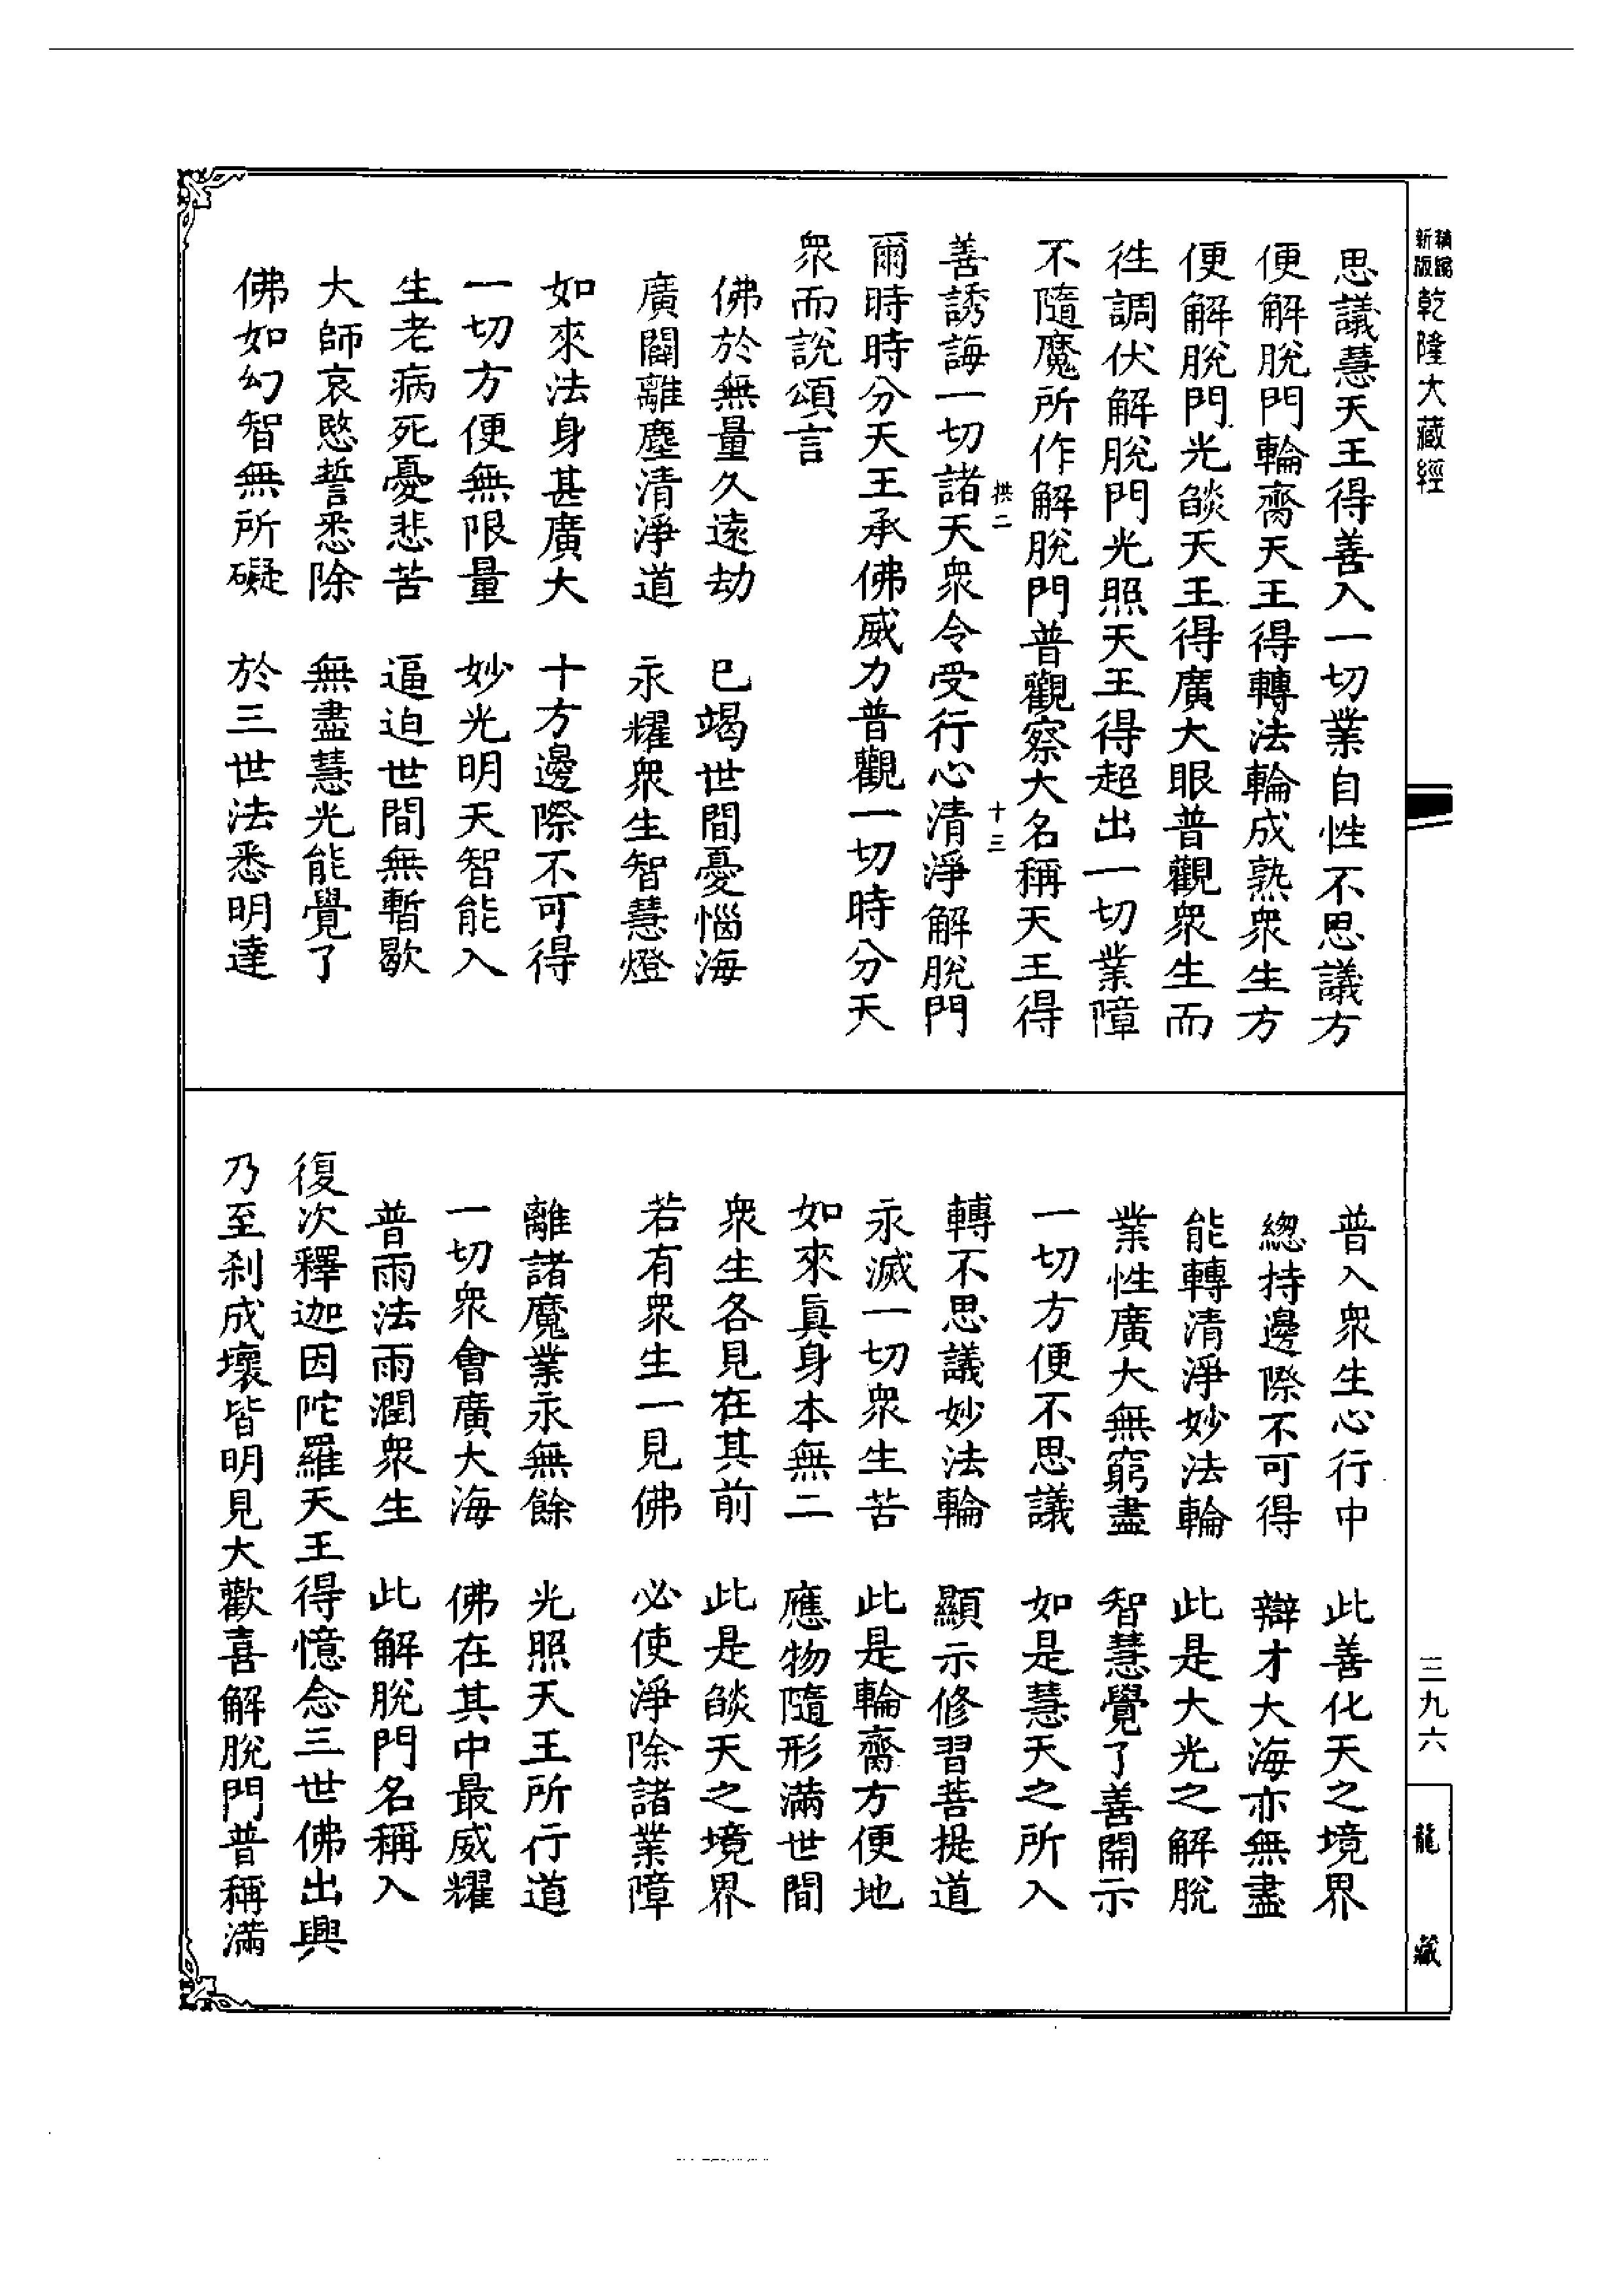 新版
精縮
乾隆大藏經
思議慧天王得善入一切業自性不思議方
便解脫門輪齋天王得轉法輪成熟衆生方
便解脫門光燄天王得廣大眼普觀衆生而
徃調伏解脫門光照天王得超出一切業障
不隨魔所作解脫門普觀察大名稱天王得
拱二
十三
善誘誨一切諸天衆令受行心清淨解脫門
爾時時分天王承佛威力普觀一切時分天
衆而說頌言
佛於無量久遠劫 已竭世間憂惱海
廣闢離塵清淨道 永耀衆生智慧燈
如來法身甚廣大 十方邊際不可得
一切方便無限量 妙光明天智能入
生老病死憂悲苦 逼迫世間無暫歇
大師哀愍誓悉除 無盡慧光能覺了
佛如幻智無所礙 於三世法悉明達
普入衆生心行中 此善化天之境界
總持邊際不可得 辯才大海亦無盡
能轉清淨妙法輪 此是大光之解脫
業性廣大無窮盡 智慧覺了善開示
一切方便不思議 如是慧天之所入
轉不思議妙法輪 顯示修習菩提道
永滅一切衆生苦 此是輪齋方便地
如來眞身本無二 應物隨形滿世間
衆生各見在其前 此是燄天之境界
若有衆生一見佛 必使淨除諸業障
離諸魔業永無餘 光照天王所行道
一切衆會廣大海 佛在其中最威耀
普雨法雨潤衆生 此解脫門名稱入
復次釋迦因陀羅天王得憶念三世佛出興
乃至刹成壞皆明見大歡喜解脫門普稱滿
三九六
龍藏